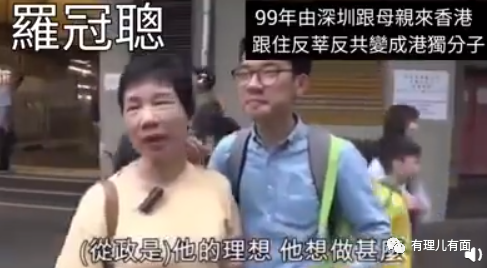 羅冠聰
99年由深圳跟母親來香港
跟住反莘反共變成港獨分子
(從政是)他的理想 他想做甚麼
有理儿有面